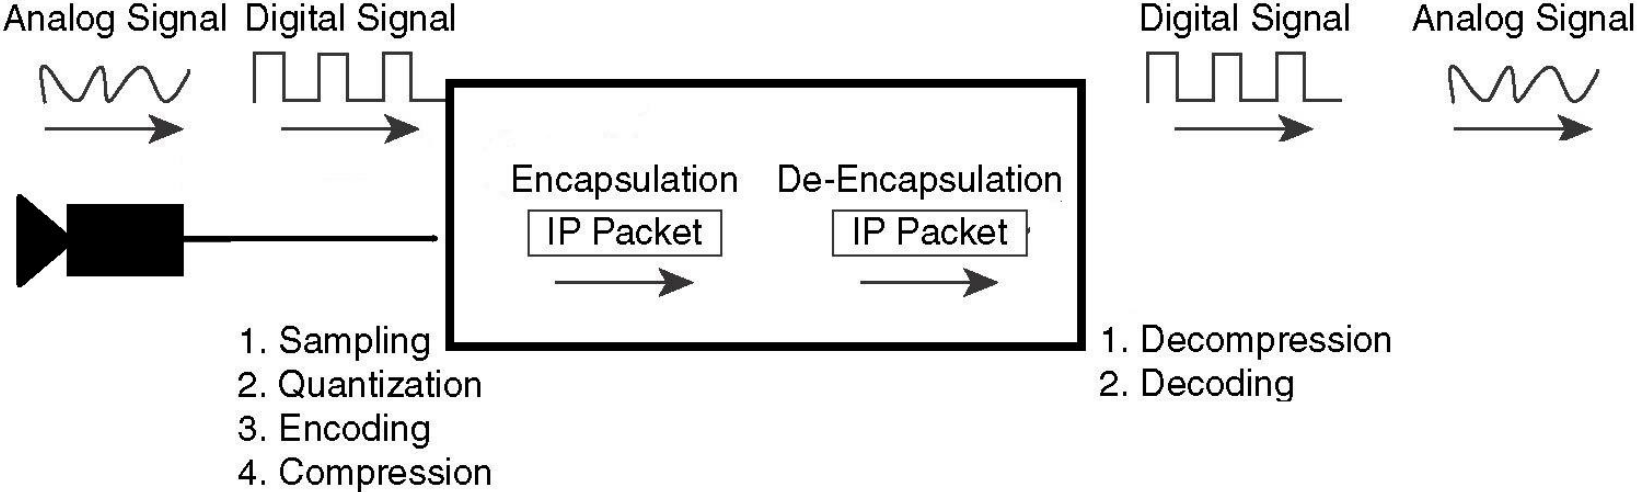 Analog Signal Digital Signal Digital Signal Analog Signal
Encapsulation De-Encapsulation
IP Packet IP Packet
1. Sampling
2. Quantization
3. Encoding
4. Compression
1. Decompression
2. Decoding